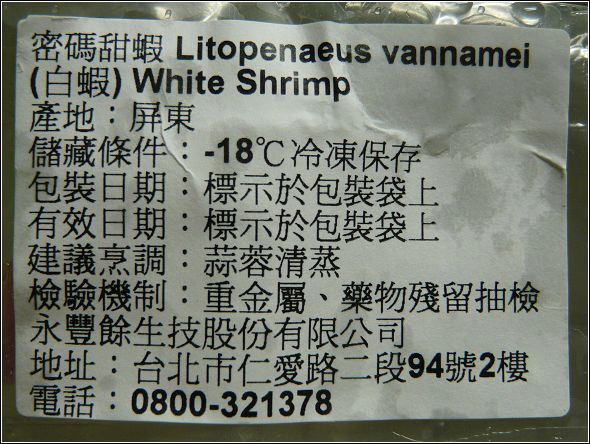 密碼甜蝦 Litopenaeus vannamei
(白蝦) White Shrimp
產地：屏東
儲藏條件：-18℃冷凍保存
包裝日期：標示於包裝袋上
有效日期：標示於包裝袋上
建議烹調：蒜蓉清蒸
檢驗機制：重金屬、藥物殘留抽檢
永豐餘生技股份有限公司
地址：台北市仁愛路二段94號2樓
電話：0800-321378